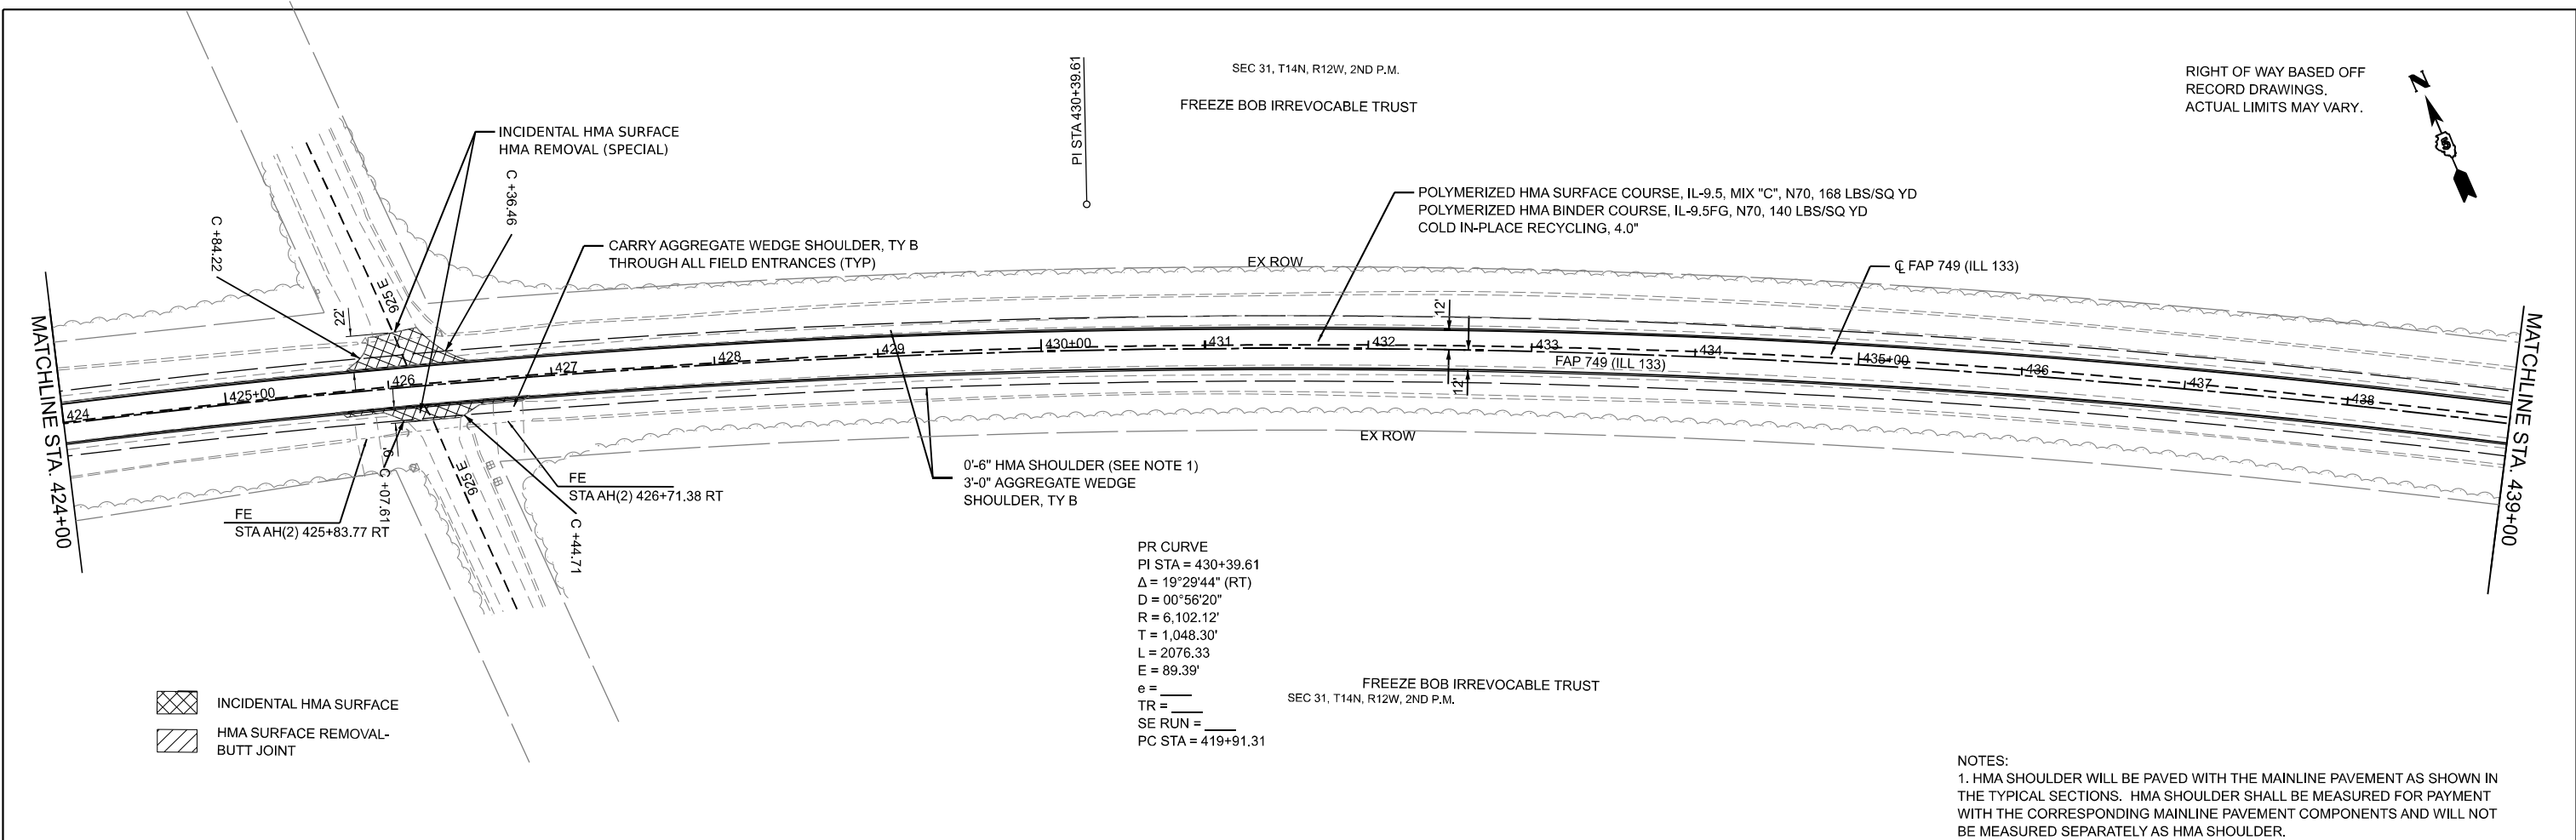 SEC 31, T14N, R12W, 2ND P.M.
FREEZE BOB IRREVOCABLE TRUST
PI STA 430+39.61
RIGHT OF WAY BASED OFF
RECORD DRAWINGS.
ACTUAL LIMITS MAY VARY.
N
5
INCIDENTAL HMA SURFACE
HMA REMOVAL (SPECIAL)
C +36.46
C +84.22
POLYMERIZED HMA SURFACE COURSE, IL-9.5, MIX "C", N70, 168 LBS/SQ YD
POLYMERIZED HMA BINDER COURSE, IL-9.5FG, N70, 140 LBS/SQ YD
COLD IN-PLACE RECYCLING, 4.0"
CARRY AGGREGATE WEDGE SHOULDER, TY B
THROUGH ALL FIELD ENTRANCES (TYP)
EX ROW
℄ FAP 749 (ILL 133)
925 E
22'
12'
MATCHLINE STA. 424+00
MATCHLINE STA. 439+00
424
425+00
426
427
428
429
430+00
431
432
433
434
435+00
436
437
438
FAP 749 (ILL 133)
12'
EX ROW
9'
C +07.61
925 E
FE
STA AH(2) 426+71.38 RT
FE
STA AH(2) 425+83.77 RT
C +44.71
0'-6" HMA SHOULDER (SEE NOTE 1)
3'-0" AGGREGATE WEDGE
SHOULDER, TY B
PR CURVE
PI STA = 430+39.61
Δ = 19°29'44" (RT)
D = 00°56'20"
R = 6,102.12'
T = 1,048.30'
L = 2076.33
E = 89.39'
e = ____
TR = ____
SE RUN = ____
PC STA = 419+91.31
FREEZE BOB IRREVOCABLE TRUST
SEC 31, T14N, R12W, 2ND P.M.
INCIDENTAL HMA SURFACE
HMA SURFACE REMOVAL-
BUTT JOINT
NOTES:
1. HMA SHOULDER WILL BE PAVED WITH THE MAINLINE PAVEMENT AS SHOWN IN
THE TYPICAL SECTIONS.  HMA SHOULDER SHALL BE MEASURED FOR PAYMENT
WITH THE CORRESPONDING MAINLINE PAVEMENT COMPONENTS AND WILL NOT
BE MEASURED SEPARATELY AS HMA SHOULDER.